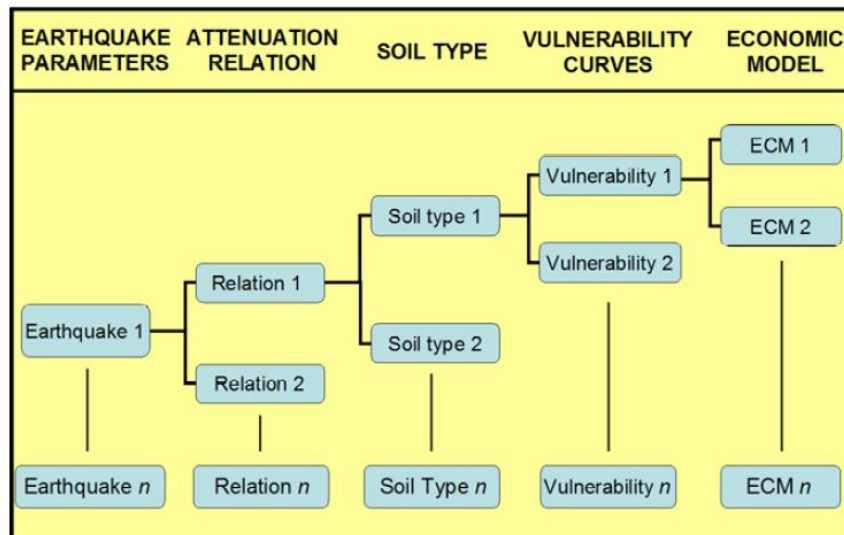 EARTHQUAKE PARAMETERS
ATTENUATION RELATION
SOIL TYPE
VULNERABILITY CURVES
ECONOMIC MODEL
ECM 1
Vulnerability 1
Soil type 1
ECM 2
Vulnerability 2
Relation 1
Earthquake 1
Soil type 2
Relation 2
Earthquake n
Relation n
Soil Type n
Vulnerability n
ECM n